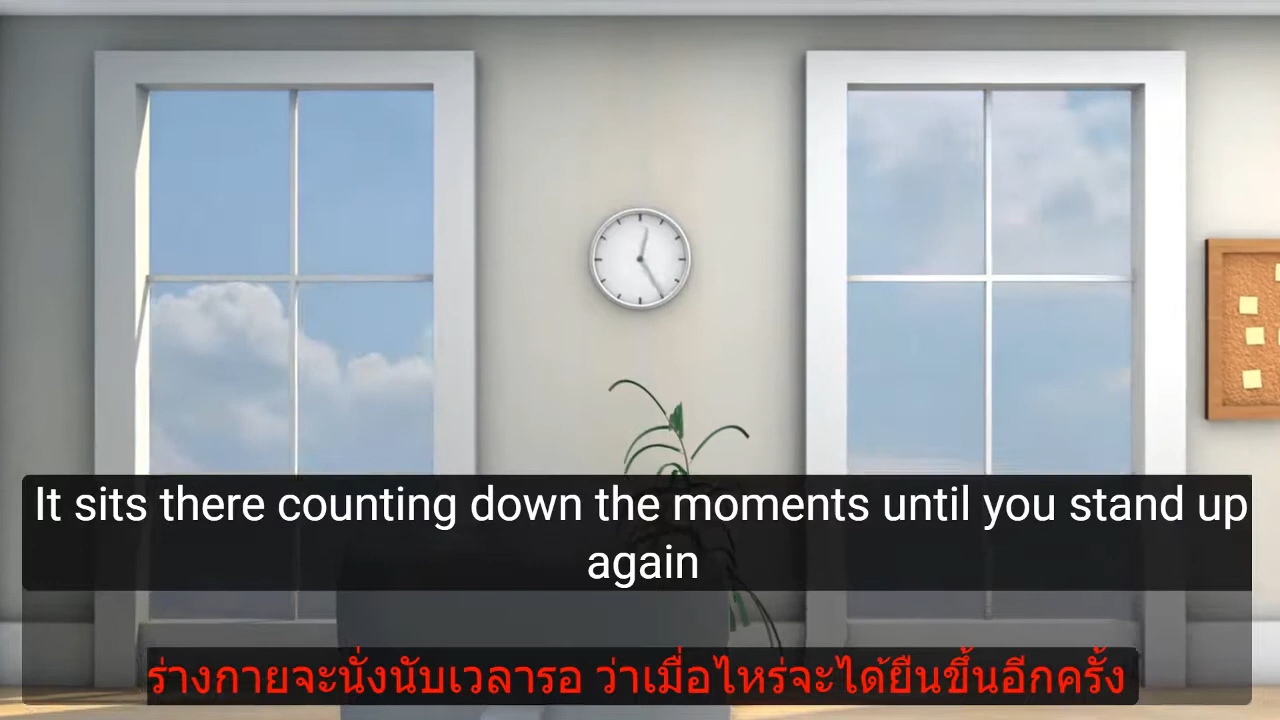 It sits there counting down the moments until you stand up
again
ร่างกายจะนั่งนับเวลารอ ว่าเมื่อไหร่จะได้ยืนขึ้นอีกครั้ง